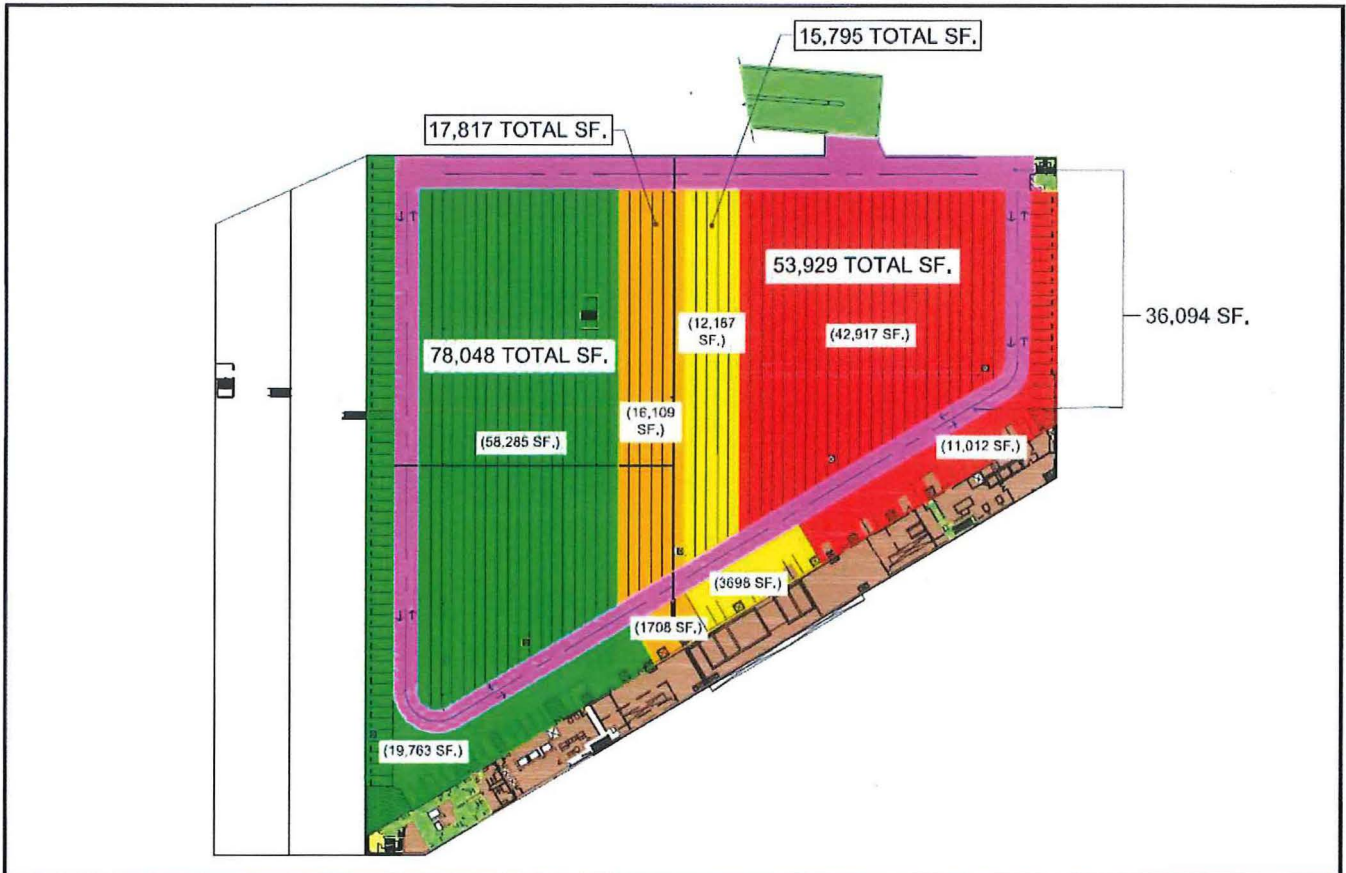 15,795 TOTAL SF.
17,817 TOTAL SF.
53,929 TOTAL SF.
36,094 SF.
(12,167
SF.)
(42,917 SF.)
78,048 TOTAL SF.
(16,109
SF.)
(58,285 SF.)
(11,012 SF.)
(3698 SF.)
(1708 SF.)
(19,763 SF.)